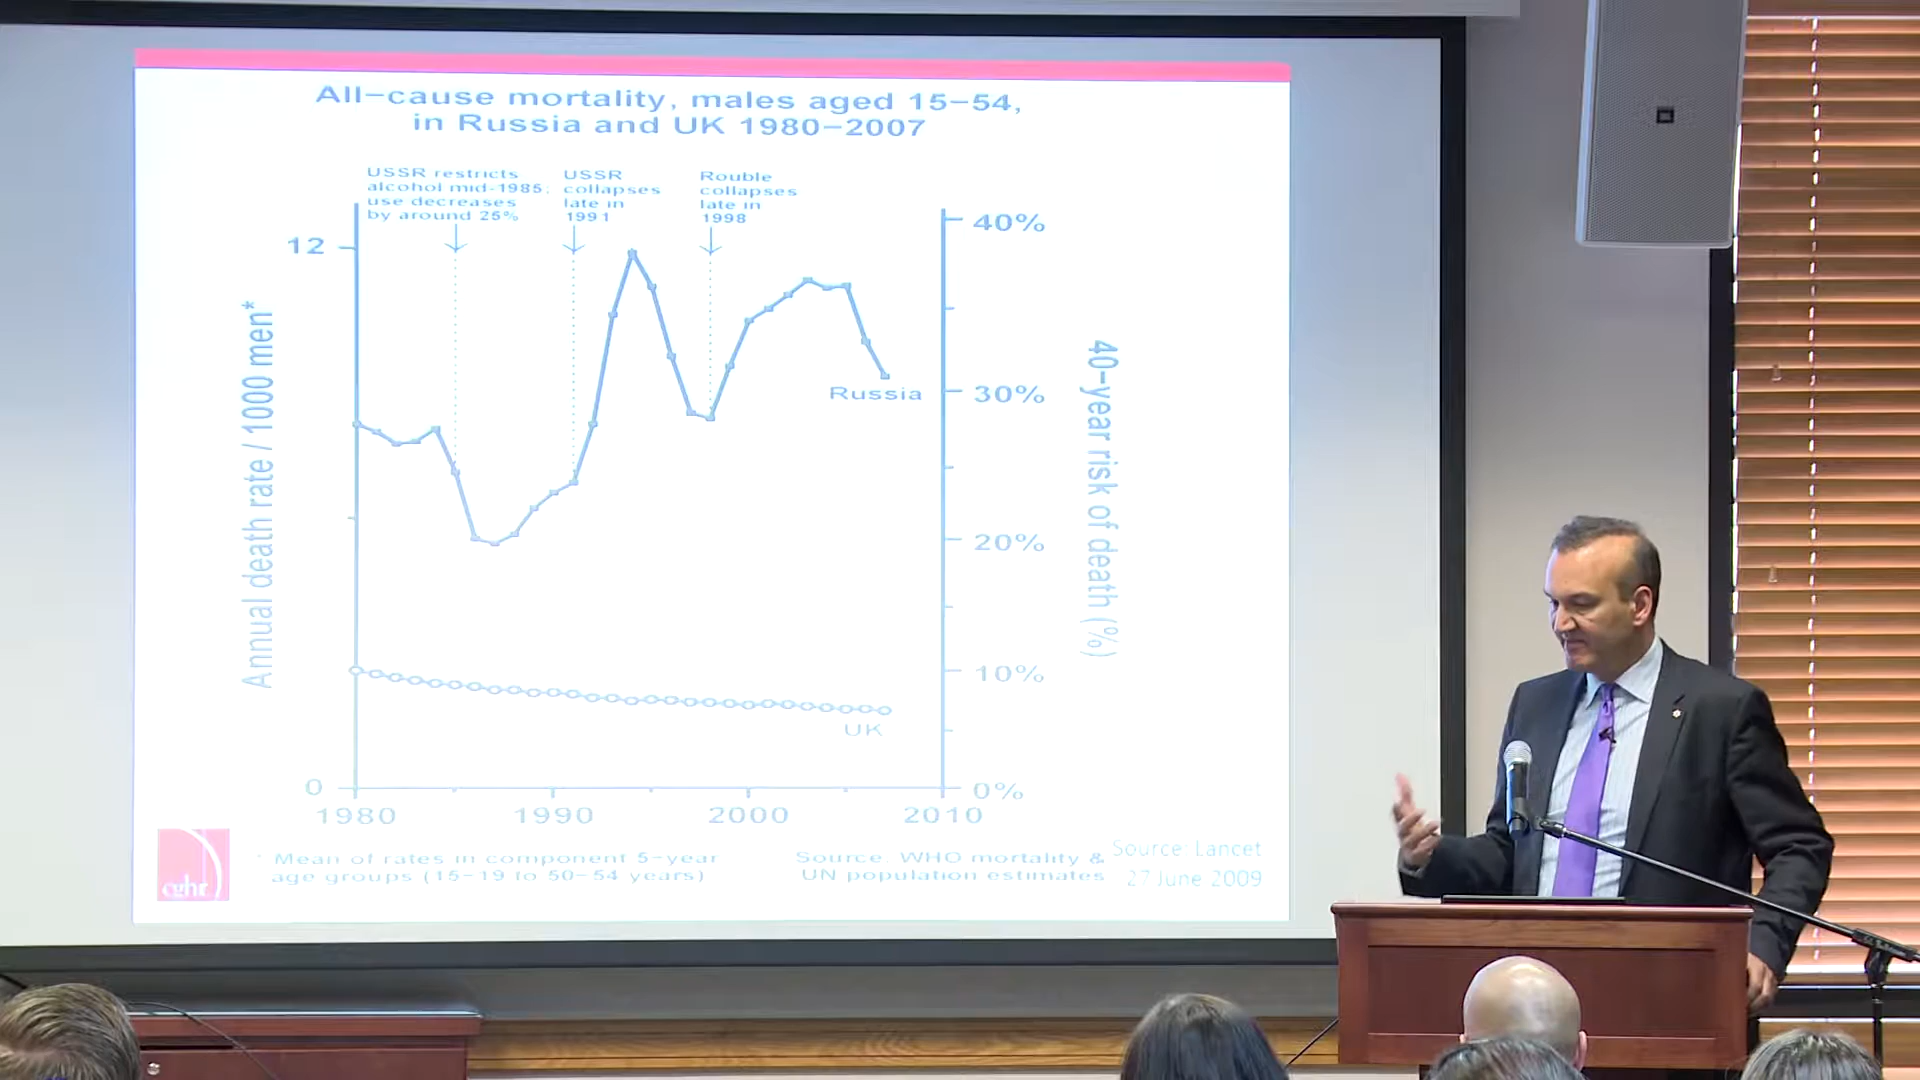 All-cause mortality, males aged 15-54,
in Russia and UK 1980-2007
USSR restricts
alcohol mid-1985;
use decreases
by around 25%
USSR
collapses
late in
1991
Rouble
collapses
late in
1998
12
0
Annual death rate / 1000 men*
40%
30%
20%
10%
0%
40-year risk of death (%)
Russia
UK
1980 1990 2000 2010
cghr
* Mean of rates in component 5-year
age groups (15-19 to 50-54 years)
Source: WHO mortality &
UN population estimates
Source: Lancet
27 June 2009